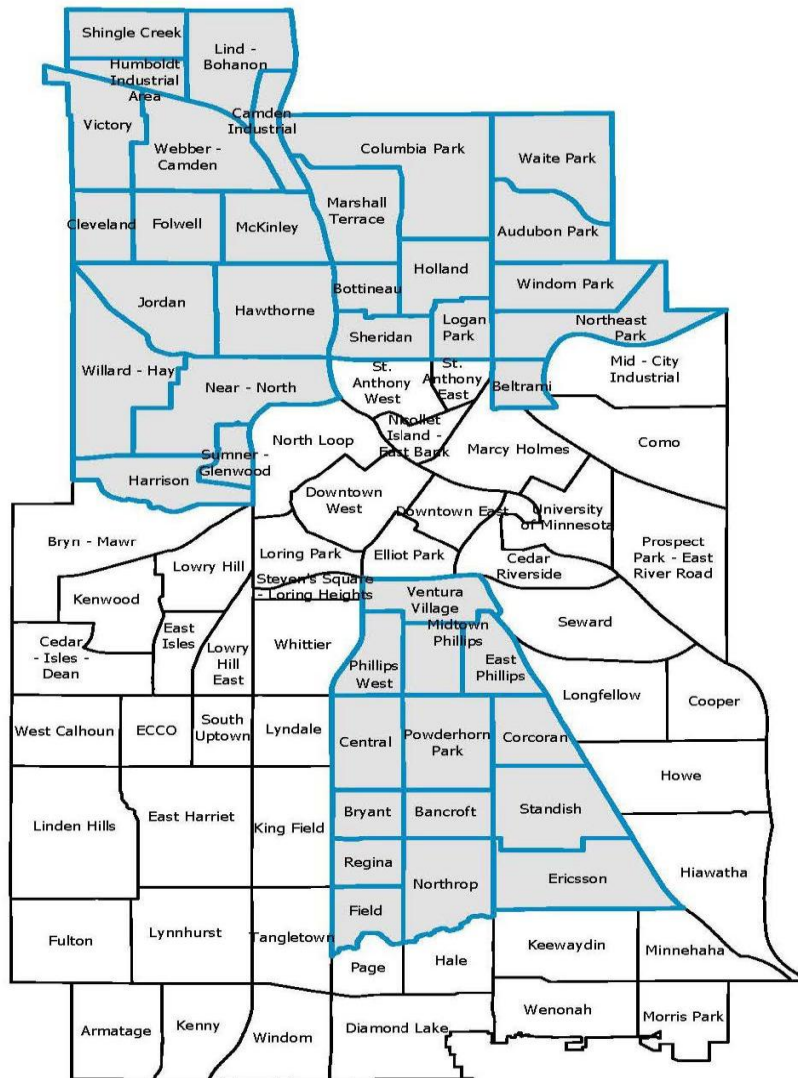 Shingle Creek
Lind -
Bohanon
Humboldt
Industrial
Area
Victory
Camden
Industrial
Webber -
Camden
Columbia Park
Waite Park
Marshall
Terrace
Cleveland
Folwell
McKinley
Audubon Park
Holland
Bottineau
Windom Park
Jordan
Hawthorne
Logan
Park
Northeast
Park
Sheridan
Mid - City
Industrial
Willard - Hay
Near - North
St.
Anthony
West
St.
Anthony
East
Beltrami
Nicollet
Island -
East Bank
North Loop
Marcy Holmes
Como
Sumner -
Glenwood
Harrison
Downtown
West
Downtown East
University
of Minnesota
Bryn - Mawr
Prospect
Park - East
River Road
Lowry Hill
Loring Park
Elliot Park
Cedar
Riverside
Steven's Square
- Loring Heights
Kenwood
Ventura
Village
Seward
East
Isles
Midtown
Phillips
Cedar
- Isles -
Dean
Lowry
Hill
East
Whittier
Phillips
West
East
Phillips
Longfellow
Cooper
West Calhoun
ECCO
South
Uptown
Lyndale
Central
Powderhorn
Park
Corcoran
Howe
Linden Hills
East Harriet
King Field
Bryant
Bancroft
Standish
Regina
Northrop
Ericsson
Hiawatha
Field
Fulton
Lynnhurst
Tangletown
Page
Hale
Keewaydin
Minnehaha
Wenonah
Morris Park
Armatage
Kenny
Windom
Diamond Lake